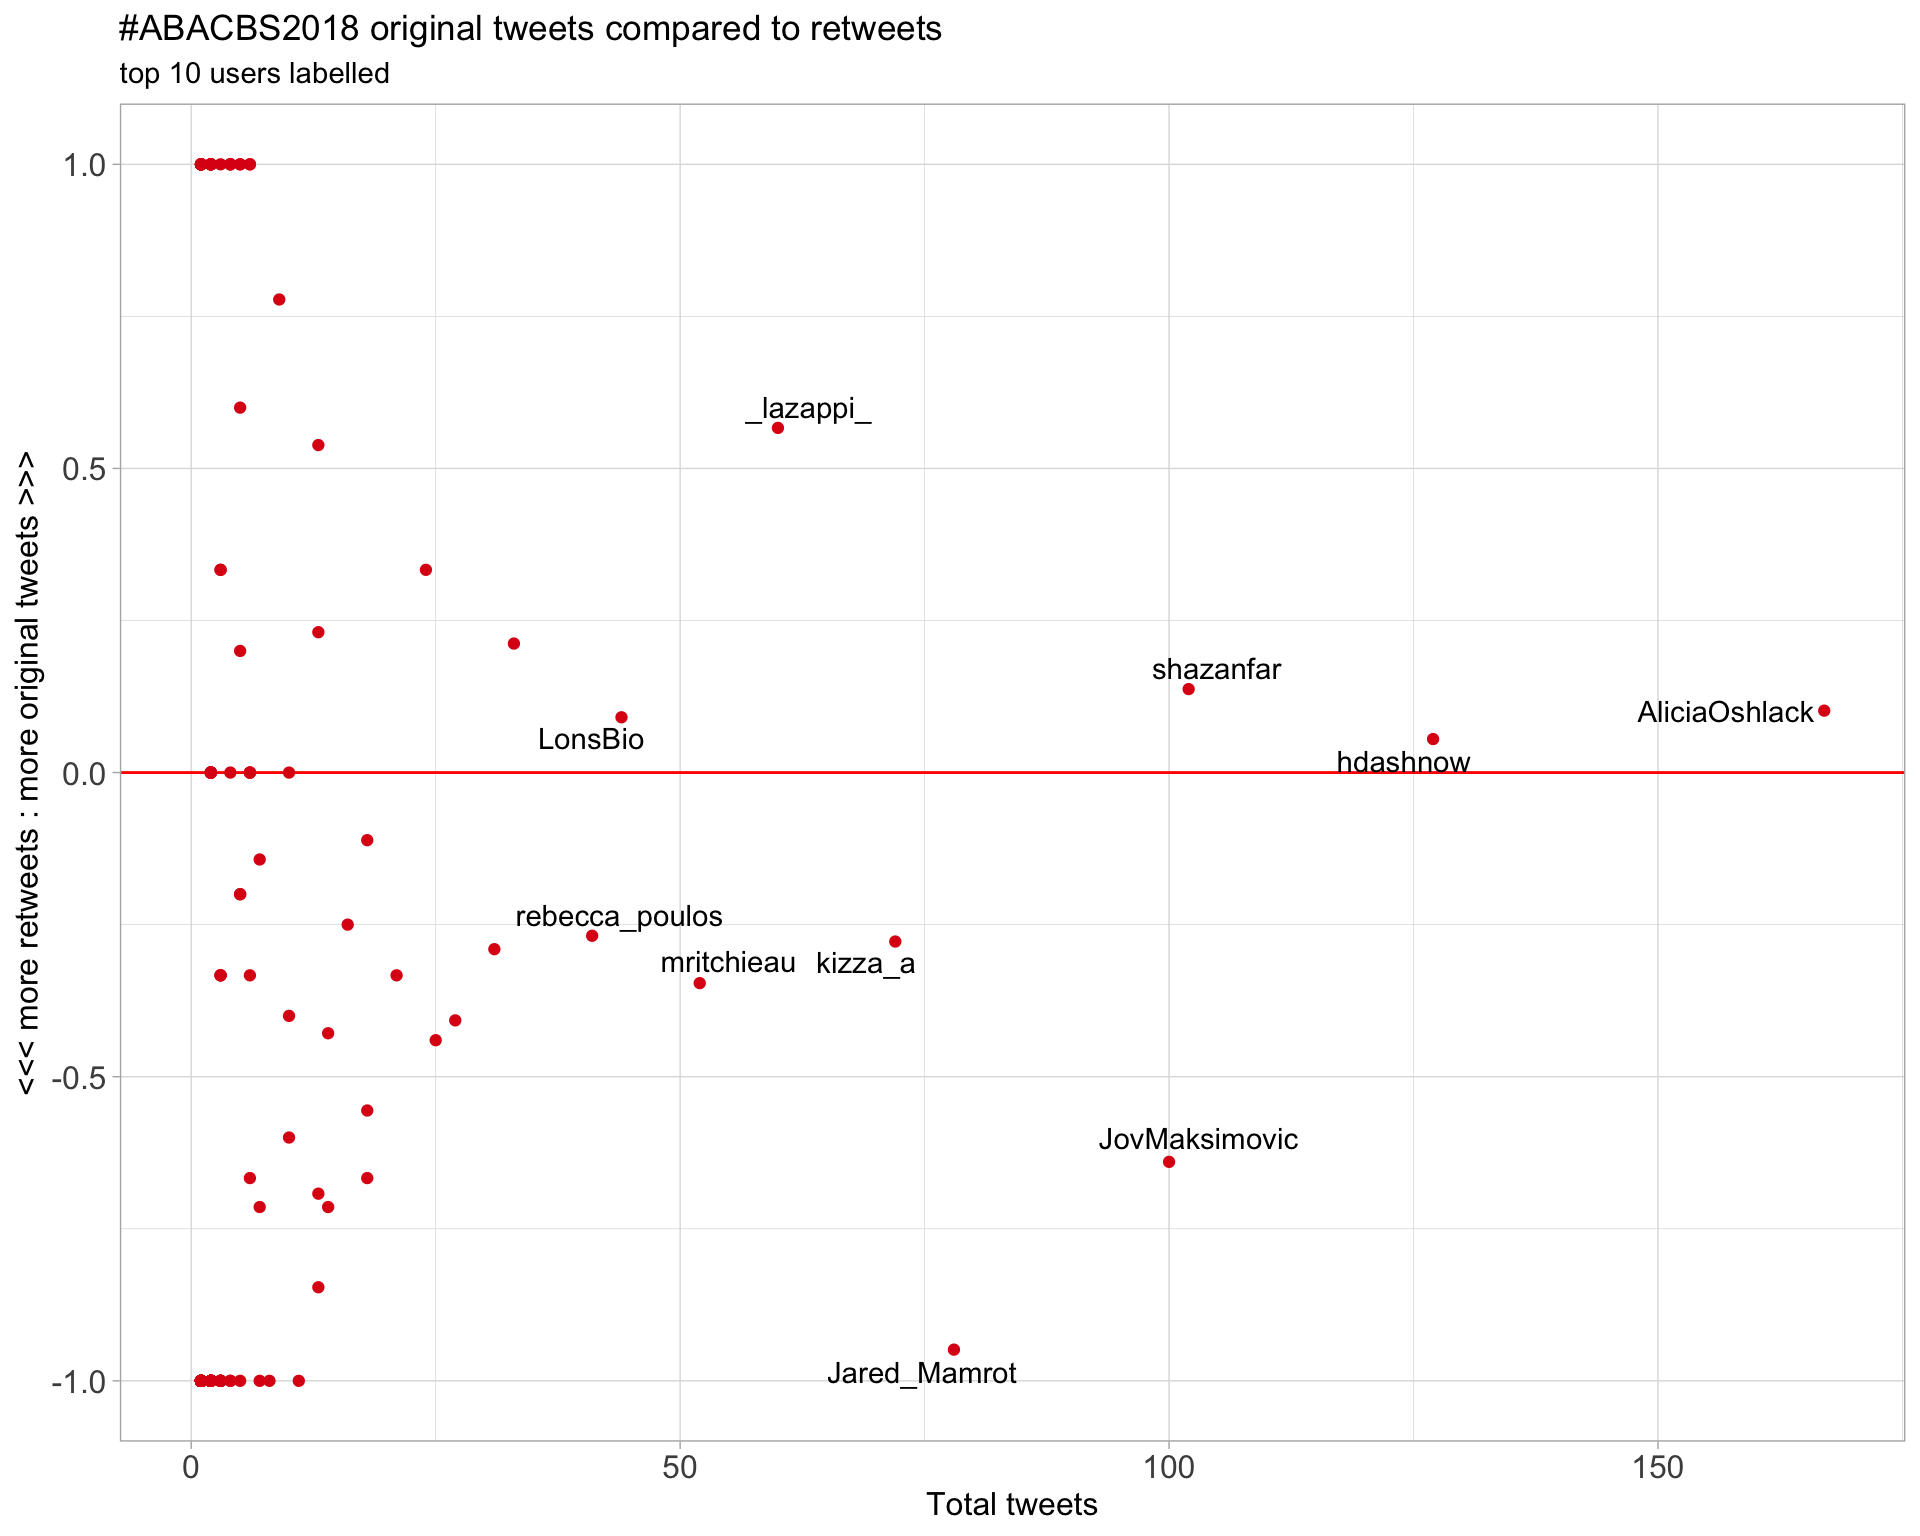 #ABACBS2018 original tweets compared to retweets
top 10 users labelled
<<< more retweets : more original tweets >>>
1.0
0.5
0.0
-0.5
-1.0
_lazappi_
shazanfar
AliciaOshlack
LonsBio
hdashnow
rebecca_poulos
mritchieau
kizza_a
JovMaksimovic
Jared_Mamrot
0
50
100
150
Total tweets